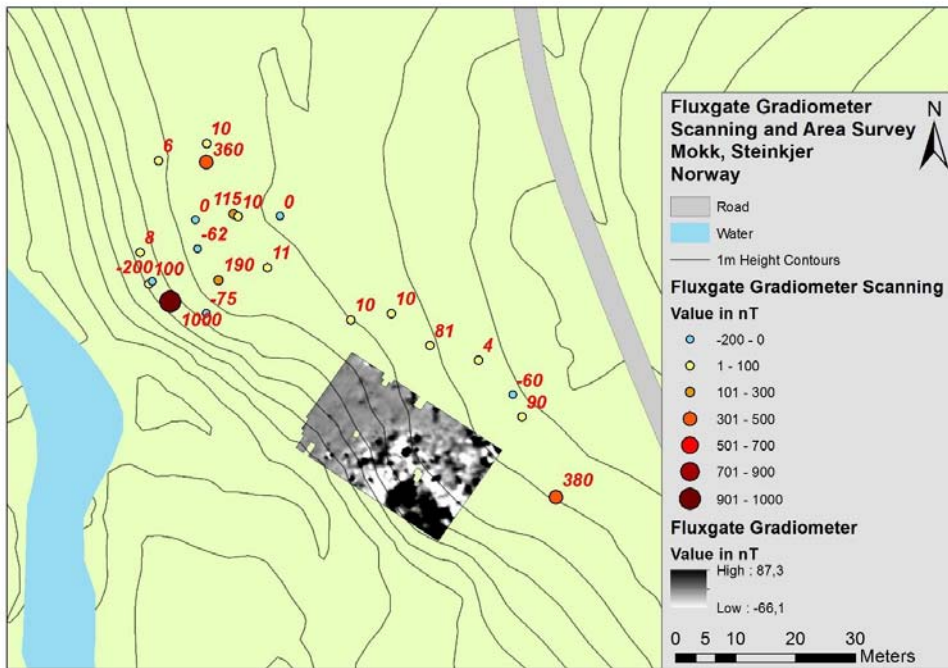 10
6
360
115
10
0
0
-62
8
11
-200
100
190
-75
1000
10
10
81
4
-60
90
380
Fluxgate Gradiometer
Scanning and Area Survey
Mokk, Steinkjer
Norway
N
Road
Water
1m Height Contours
Fluxgate Gradiometer Scanning
Value in nT
-200 - 0
1 - 100
101 - 300
301 - 500
501 - 700
701 - 900
901 - 1000
Fluxgate Gradiometer
Value in nT
High : 87,3
Low : -66,1
0 5 10 20 30
Meters